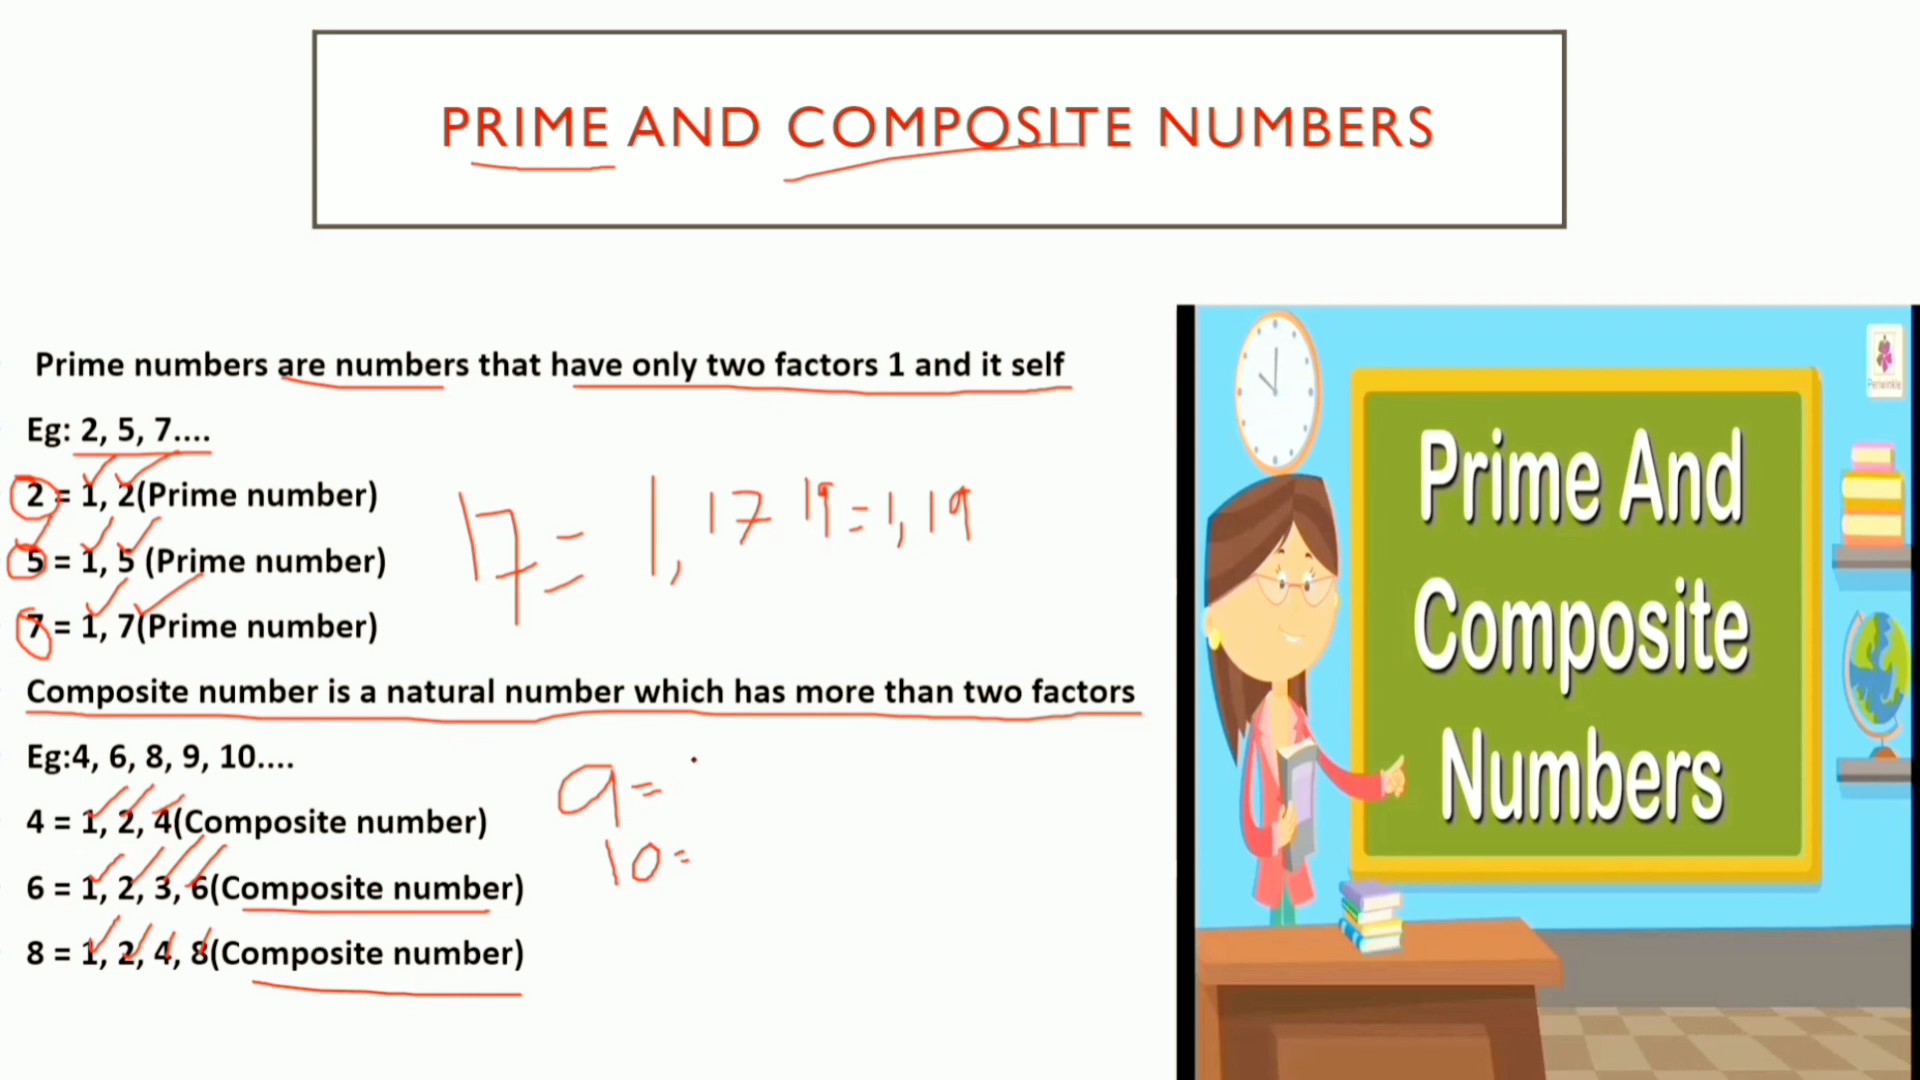 PRIME AND COMPOSITE NUMBERS
Prime numbers are numbers that have only two factors 1 and it self
Eg: 2, 5, 7....
2 = 1, 2(Prime number)
5 = 1, 5 (Prime number)
7 = 1, 7(Prime number)
17 = 1, 17 19 = 1, 19
Composite number is a natural number which has more than two factors
Eg:4, 6, 8, 9, 10....
4 = 1, 2, 4(Composite number)
6 = 1, 2, 3, 6(Composite number)
8 = 1, 2, 4, 8(Composite number)
9 =
10 =
Prime And
Composite
Numbers
Periwinkle